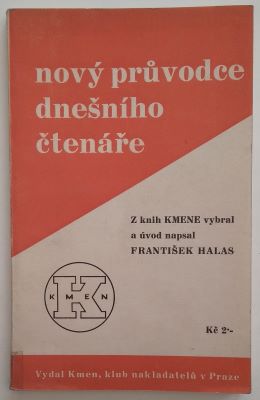 nový průvodce
dnešního
čtenáře
Z knih KMENE vybral
a úvod napsal
FRANTIŠEK HALAS
K
KMEN
Kč 2·-
Vydal Kmen, klub nakladatelů v Praze